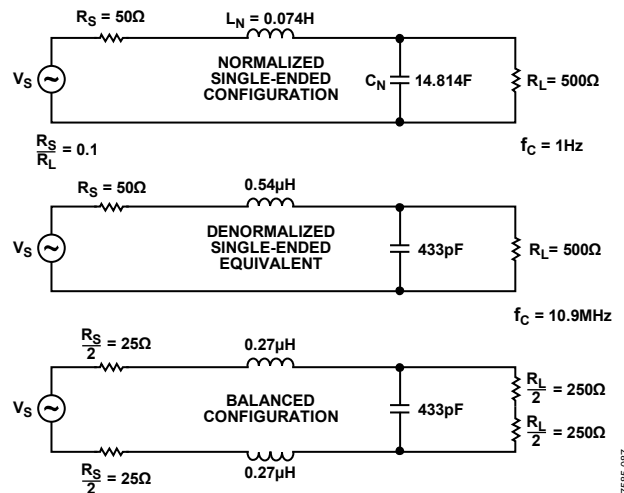 R_S = 50Ω
L_N = 0.074H
V_S
NORMALIZED
SINGLE-ENDED
CONFIGURATION
C_N
14.814F
R_L= 500Ω
R_S
R_L
= 0.1
f_C = 1Hz
R_S = 50Ω
0.54µH
V_S
DENORMALIZED
SINGLE-ENDED
EQUIVALENT
433pF
R_L= 500Ω
f_C = 10.9MHz
R_S
2
= 25Ω
0.27µH
V_S
BALANCED
CONFIGURATION
433pF
R_L
2
= 250Ω
R_L
2
= 250Ω
R_S
2
= 25Ω
0.27µH